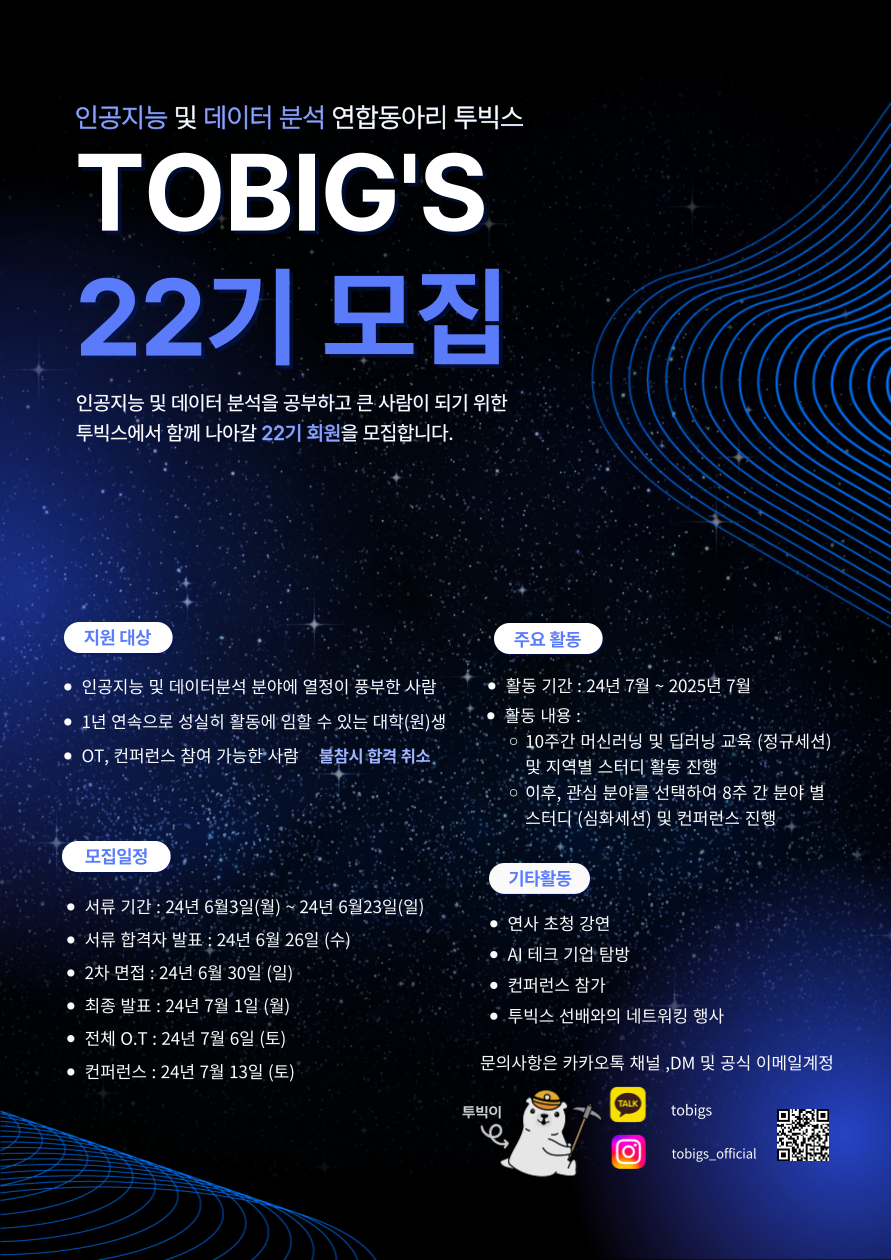 인공지능 및 데이터 분석 연합동아리 투빅스
TOBIG'S
22기 모집
인공지능 및 데이터 분석을 공부하고 큰 사람이 되기 위한
투빅스에서 함께 나아갈 22기 회원을 모집합니다.
지원 대상
인공지능 및 데이터분석 분야에 열정이 풍부한 사람
1년 연속으로 성실히 활동에 임할 수 있는 대학(원)생
OT, 컨퍼런스 참여 가능한 사람 불참시 합격 취소
모집일정
서류 기간 : 24년 6월3일(월) ~ 24년 6월23일(일)
서류 합격자 발표 : 24년 6월 26일 (수)
2차 면접 : 24년 6월 30일 (일)
최종 발표 : 24년 7월 1일 (월)
전체 O.T : 24년 7월 6일 (토)
컨퍼런스 : 24년 7월 13일 (토)
주요 활동
활동 기간 : 24년 7월 ~ 2025년 7월
활동 내용 :
10주간 머신러닝 및 딥러닝 교육 (정규세션)
및 지역별 스터디 활동 진행
이후, 관심 분야를 선택하여 8주 간 분야 별
스터디 (심화세션) 및 컨퍼런스 진행
기타활동
연사 초청 강연
AI 테크 기업 탐방
컨퍼런스 참가
투빅스 선배와의 네트워킹 행사
문의사항은 카카오톡 채널 ,DM 및 공식 이메일계정
투빅이
TALK
tobigs
tobigs_official